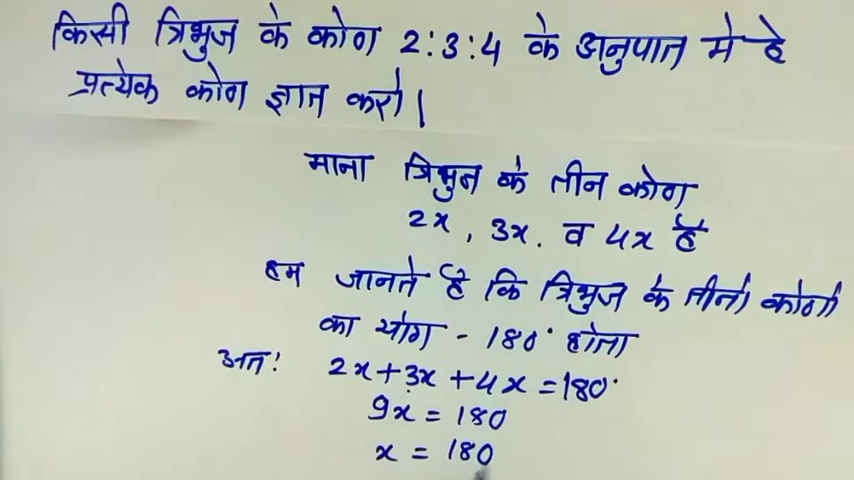 किसी त्रिभुज के कोण 2:3:4 के अनुपात मे है
प्रत्येक कोण ज्ञात करो।
माना त्रिभुज के तीन कोण
2x, 3x. व 4x है
हम जानते है कि त्रिभुज के तीनो कोणो
का योग - 180° होता
अतः 2x+3x+4x=180°
9x = 180
x = 180